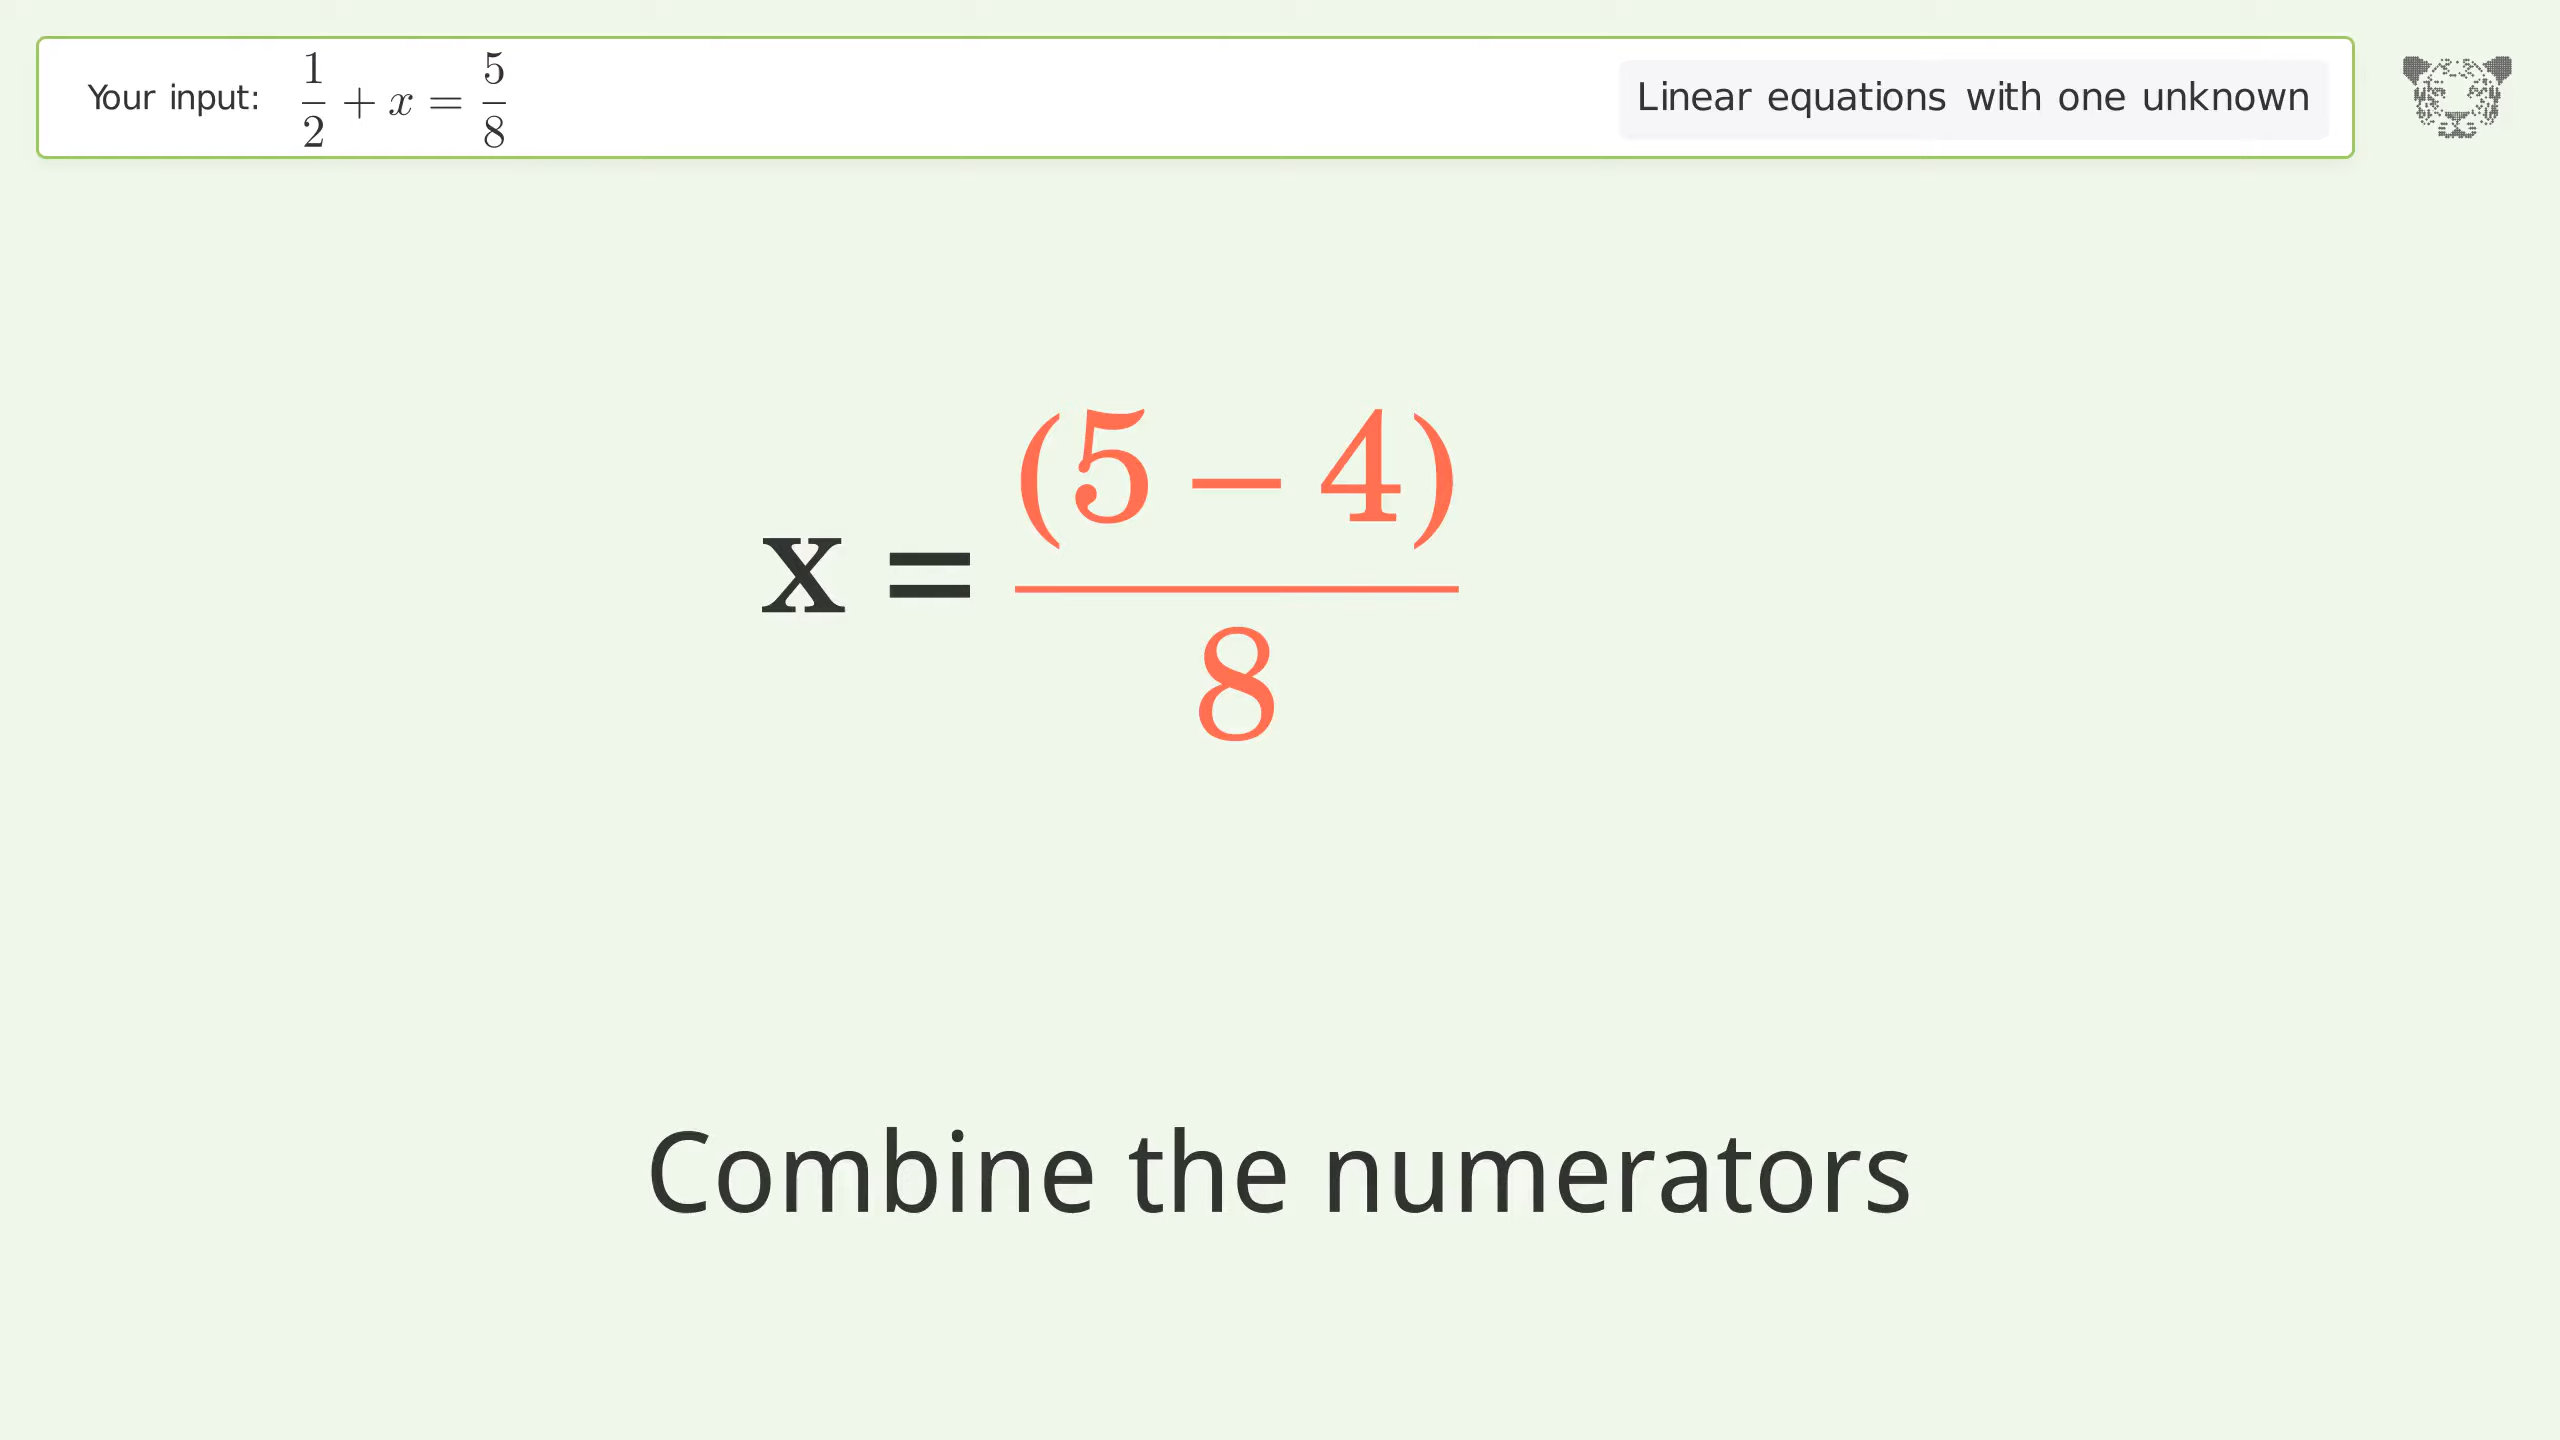 Your input: 1/2 + x = 5/8
Linear equations with one unknown
x = (5 − 4)/8
Combine the numerators